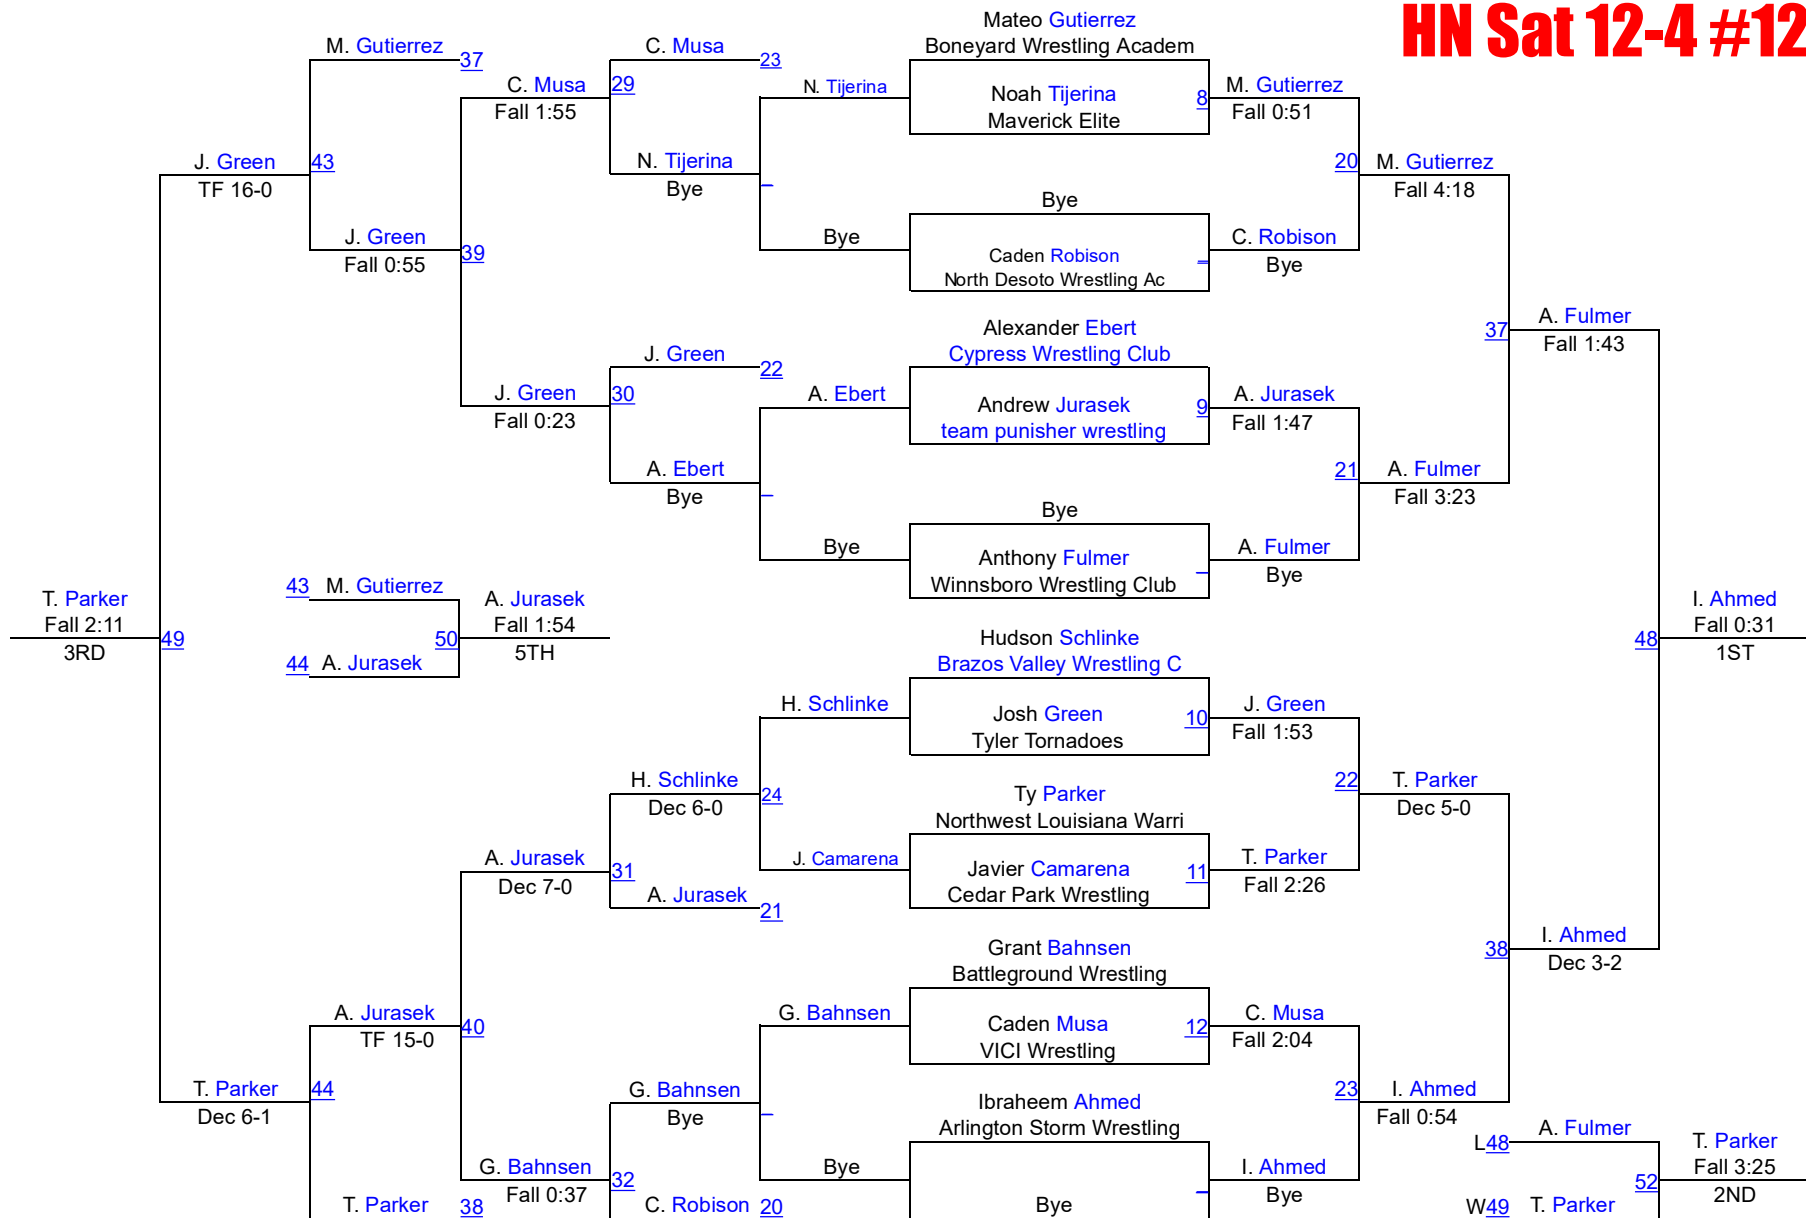 HN Sat 12-4 #12
Mateo Gutierrez
Boneyard Wrestling Academ
M. Gutierrez
37
C. Musa
23
C. Musa
29
Fall 1:55
N. Tijerina
Noah Tijerina
8
Maverick Elite
M. Gutierrez
Fall 0:51
J. Green
43
TF 16-0
N. Tijerina
Bye
20
M. Gutierrez
Fall 4:18
Bye
J. Green
39
Fall 0:55
Bye
Caden Robison
North Desoto Wrestling Ac
C. Robison
Bye
Alexander Ebert
Cypress Wrestling Club
37
A. Fulmer
Fall 1:43
J. Green
22
J. Green
30
Fall 0:23
A. Ebert
Andrew Jurasek
9
team punisher wrestling
A. Jurasek
Fall 1:47
A. Ebert
Bye
21
A. Fulmer
Fall 3:23
Bye
Bye
Anthony Fulmer
Winnsboro Wrestling Club
A. Fulmer
Bye
T. Parker
Fall 2:11
3RD
49
43
M. Gutierrez
44
A. Jurasek
50
A. Jurasek
Fall 1:54
5TH
48
I. Ahmed
Fall 0:31
1ST
Hudson Schlinke
Brazos Valley Wrestling C
H. Schlinke
Josh Green
10
Tyler Tornadoes
J. Green
Fall 1:53
H. Schlinke
24
Dec 6-0
22
T. Parker
Dec 5-0
Ty Parker
Northwest Louisiana Warri
A. Jurasek
31
Dec 7-0
J. Camarena
Javier Camarena
11
Cedar Park Wrestling
T. Parker
Fall 2:26
A. Jurasek
21
Grant Bahnsen
Battleground Wrestling
38
I. Ahmed
Dec 3-2
A. Jurasek
40
TF 15-0
G. Bahnsen
Caden Musa
12
VICI Wrestling
C. Musa
Fall 2:04
T. Parker
44
Dec 6-1
G. Bahnsen
Bye
23
I. Ahmed
Fall 0:54
Ibraheem Ahmed
Arlington Storm Wrestling
G. Bahnsen
32
Fall 0:37
Bye
Bye
I. Ahmed
Bye
T. Parker
38
C. Robison
20
L48
A. Fulmer
W49
T. Parker
52
T. Parker
Fall 3:25
2ND